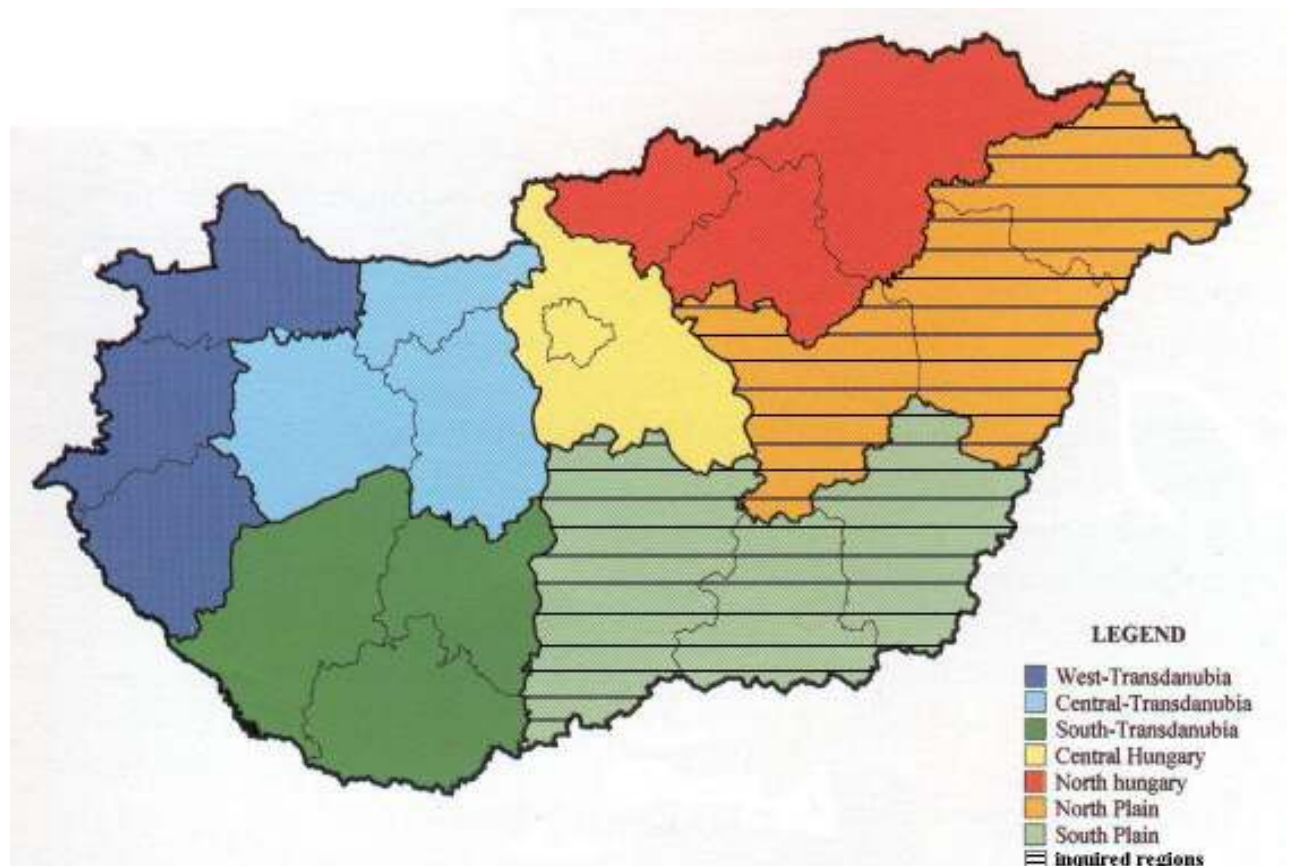 LEGEND
West-Transdanubia
Central-Transdanubia
South-Transdanubia
Central Hungary
North hungary
North Plain
South Plain
inquired regions